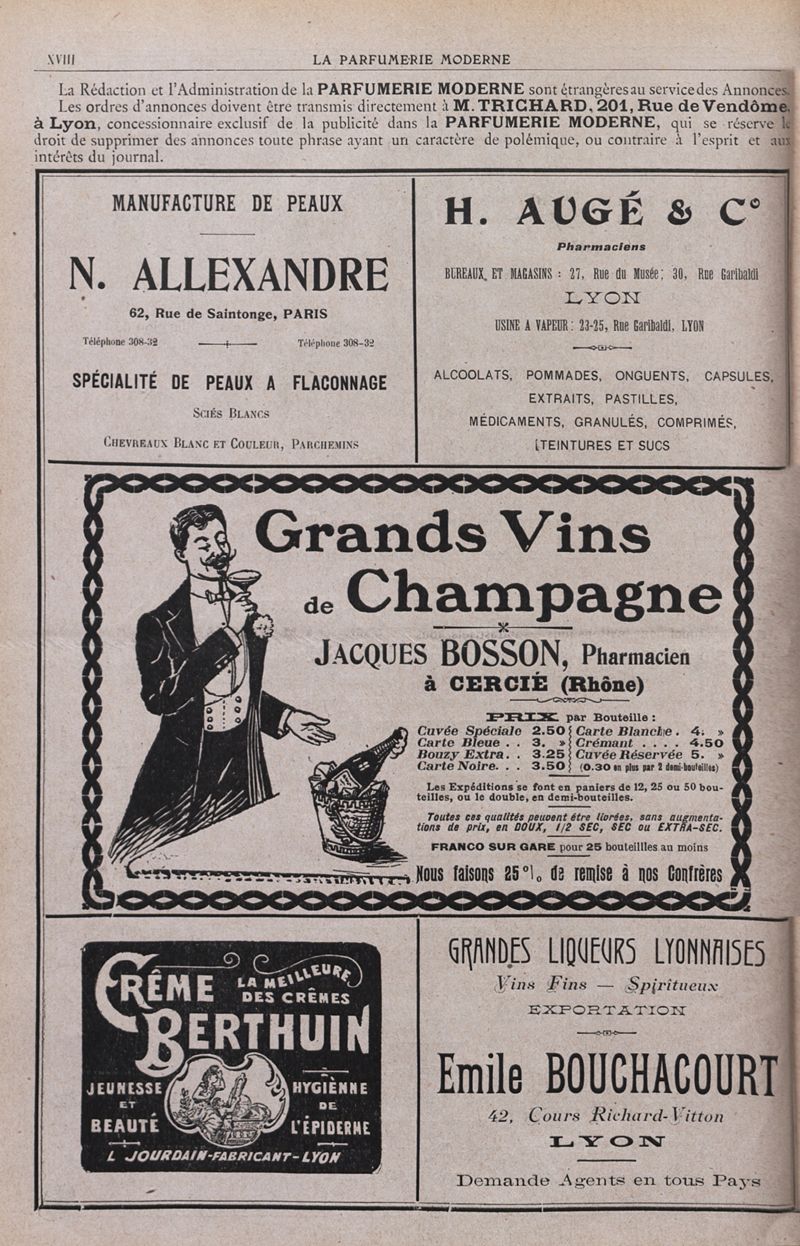 XVIII
LA PARFUMERIE MODERNE
La Rédaction et l'Administration de la PARFUMERIE MODERNE sont étrangères au service des Annonces.
Les ordres d'annonces doivent être transmis directement à M. TRICHARD, 201, Rue de Vendôme,
à Lyon, concessionnaire exclusif de la publicité dans la PARFUMERIE MODERNE, qui se réserve le
droit de supprimer des annonces toute phrase ayant un caractère de polémique, ou contraire à l'esprit et aux
intérêts du journal.
MANUFACTURE DE PEAUX
N. ALLEXANDRE
62, Rue de Saintonge, PARIS
Téléphone 308-32 Téléphone 308-32
SPÉCIALITÉ DE PEAUX A FLACONNAGE
SCIÉS BLANCS
CHEVREAUX BLANC ET COULEUR, PARCHEMINS
H. AUGÉ & Cº
Pharmaciens
BUREAUX ET MAGASINS : 27, Rue du Musée; 30, Rue Garibaldi
LYON
USINE A VAPEUR : 23-25, Rue Garibaldi, LYON
ALCOOLATS, POMMADES, ONGUENTS, CAPSULES,
EXTRAITS, PASTILLES,
MÉDICAMENTS, GRANULÉS, COMPRIMÉS,
TEINTURES ET SUCS
Grands Vins
de Champagne
JACQUES BOSSON, Pharmacien
à CERCIÉ (Rhône)
PRIX par Bouteille :
Cuvée Spéciale 2.50 Carte Blanche . 4. »
Carte Bleue . . 3. » Crémant . . . . 4.50
Bouzy Extra . . 3.25 Cuvée Réservée 5. »
Carte Noire. . . 3.50 (0.30 en plus par 2 demi-bouteilles)
Les Expéditions se font en paniers de 12, 25 ou 50 bou-
teilles, ou le double, en demi-bouteilles.
Toutes ces qualités peuvent être livrées, sans augmenta-
tions de prix, en DOUX, 1/2 SEC, SEC ou EXTRA-SEC.
FRANCO SUR GARE pour 25 bouteillles au moins
Nous faisons 25 º\o de remise à nos Confrères
CRÊME LA MEILLEURE
DES CRÊMES
BERTHUIN
JEUNESSE
ET
BEAUTÉ
HYGIÈNNE
DE
L'ÉPIDERME
L JOURDAIN-FABRICANT-LYON
GRANDES LIQUEURS LYONNAISES
Vins Fins — Spiritueux
EXPORTATION
Emile BOUCHACOURT
42, Cours Richard-Vitton
LYON
Demande Agents en tous Pays